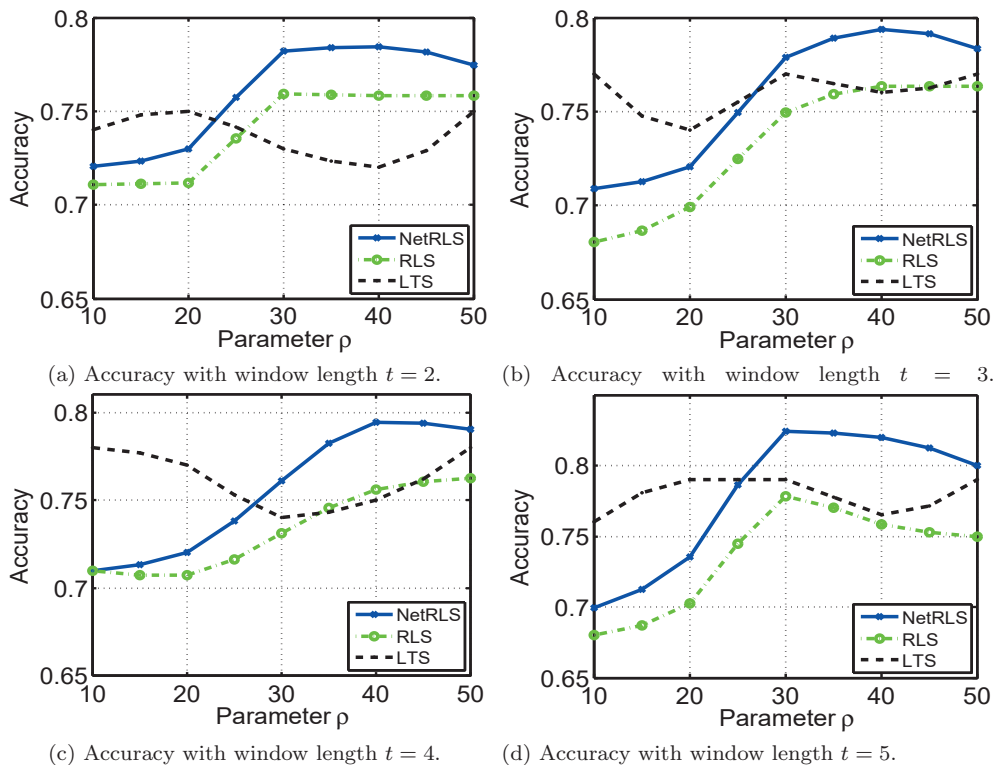 0.8
0.75
0.7
0.65
Accuracy
10 20 30 40 50
Parameter ρ
NetRLS
RLS
LTS
(a) Accuracy with window length t = 2.
0.8
0.75
0.7
0.65
Accuracy
10 20 30 40 50
Parameter ρ
NetRLS
RLS
LTS
(b) Accuracy with window length t = 3.
0.8
0.75
0.7
0.65
Accuracy
10 20 30 40 50
Parameter ρ
NetRLS
RLS
LTS
(c) Accuracy with window length t = 4.
0.8
0.75
0.7
0.65
Accuracy
10 20 30 40 50
Parameter ρ
NetRLS
RLS
LTS
(d) Accuracy with window length t = 5.